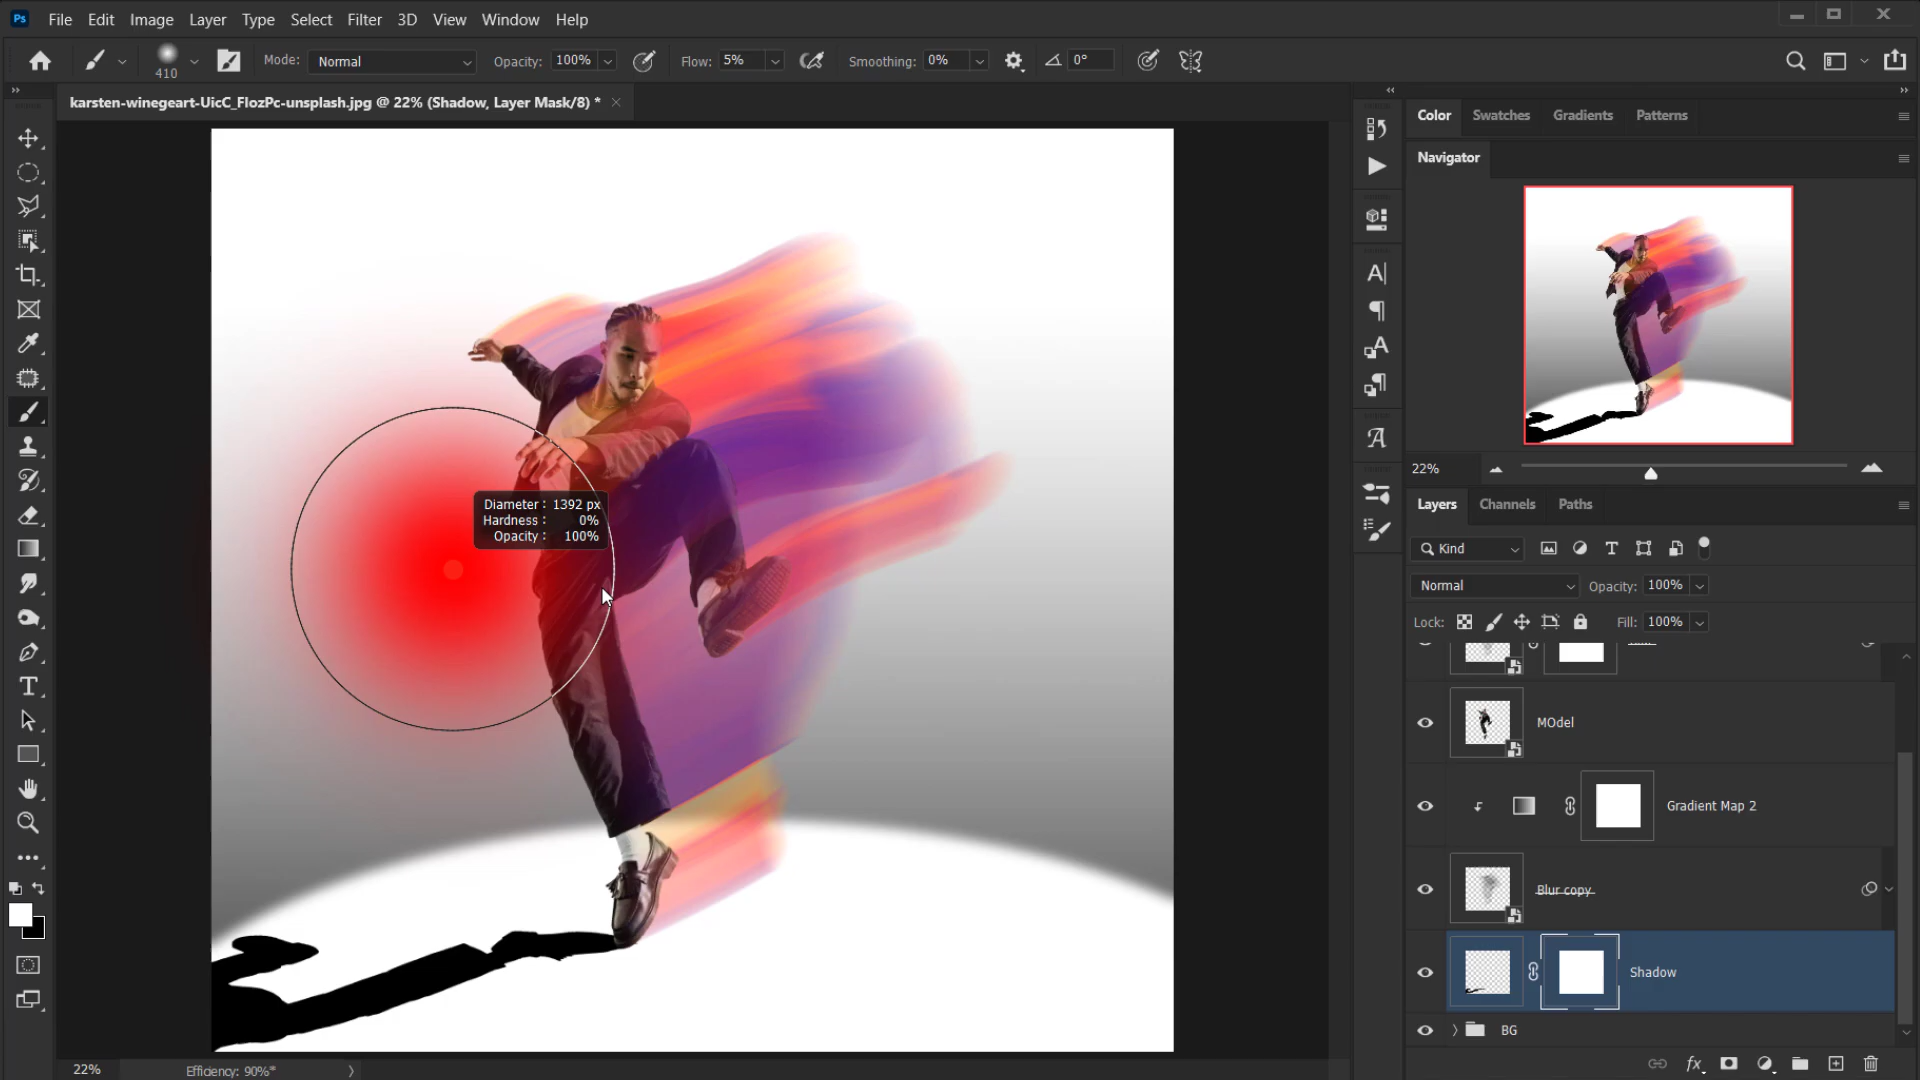 Ps File Edit Image Layer Type Select Filter 3D View Window Help
410 Mode: Normal Opacity: 100% Flow: 5% Smoothing: 0% 0°
karsten-winegeart-UicC_FlozPc-unsplash.jpg @ 22% (Shadow, Layer Mask/8) *
Color Swatches Gradients Patterns
Navigator
22%
Diameter : 1392 px
Hardness : 0%
Opacity : 100%
Layers Channels Paths
Kind
Normal Opacity: 100%
Lock: Fill: 100%
MOdel
Gradient Map 2
Blur copy
Shadow
BG
22% Efficiency: 90%*